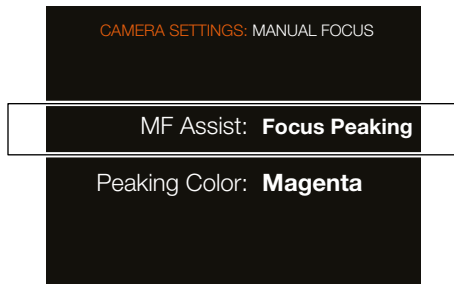 CAMERA SETTINGS: MANUAL FOCUS
MF Assist: Focus Peaking
Peaking Color: Magenta